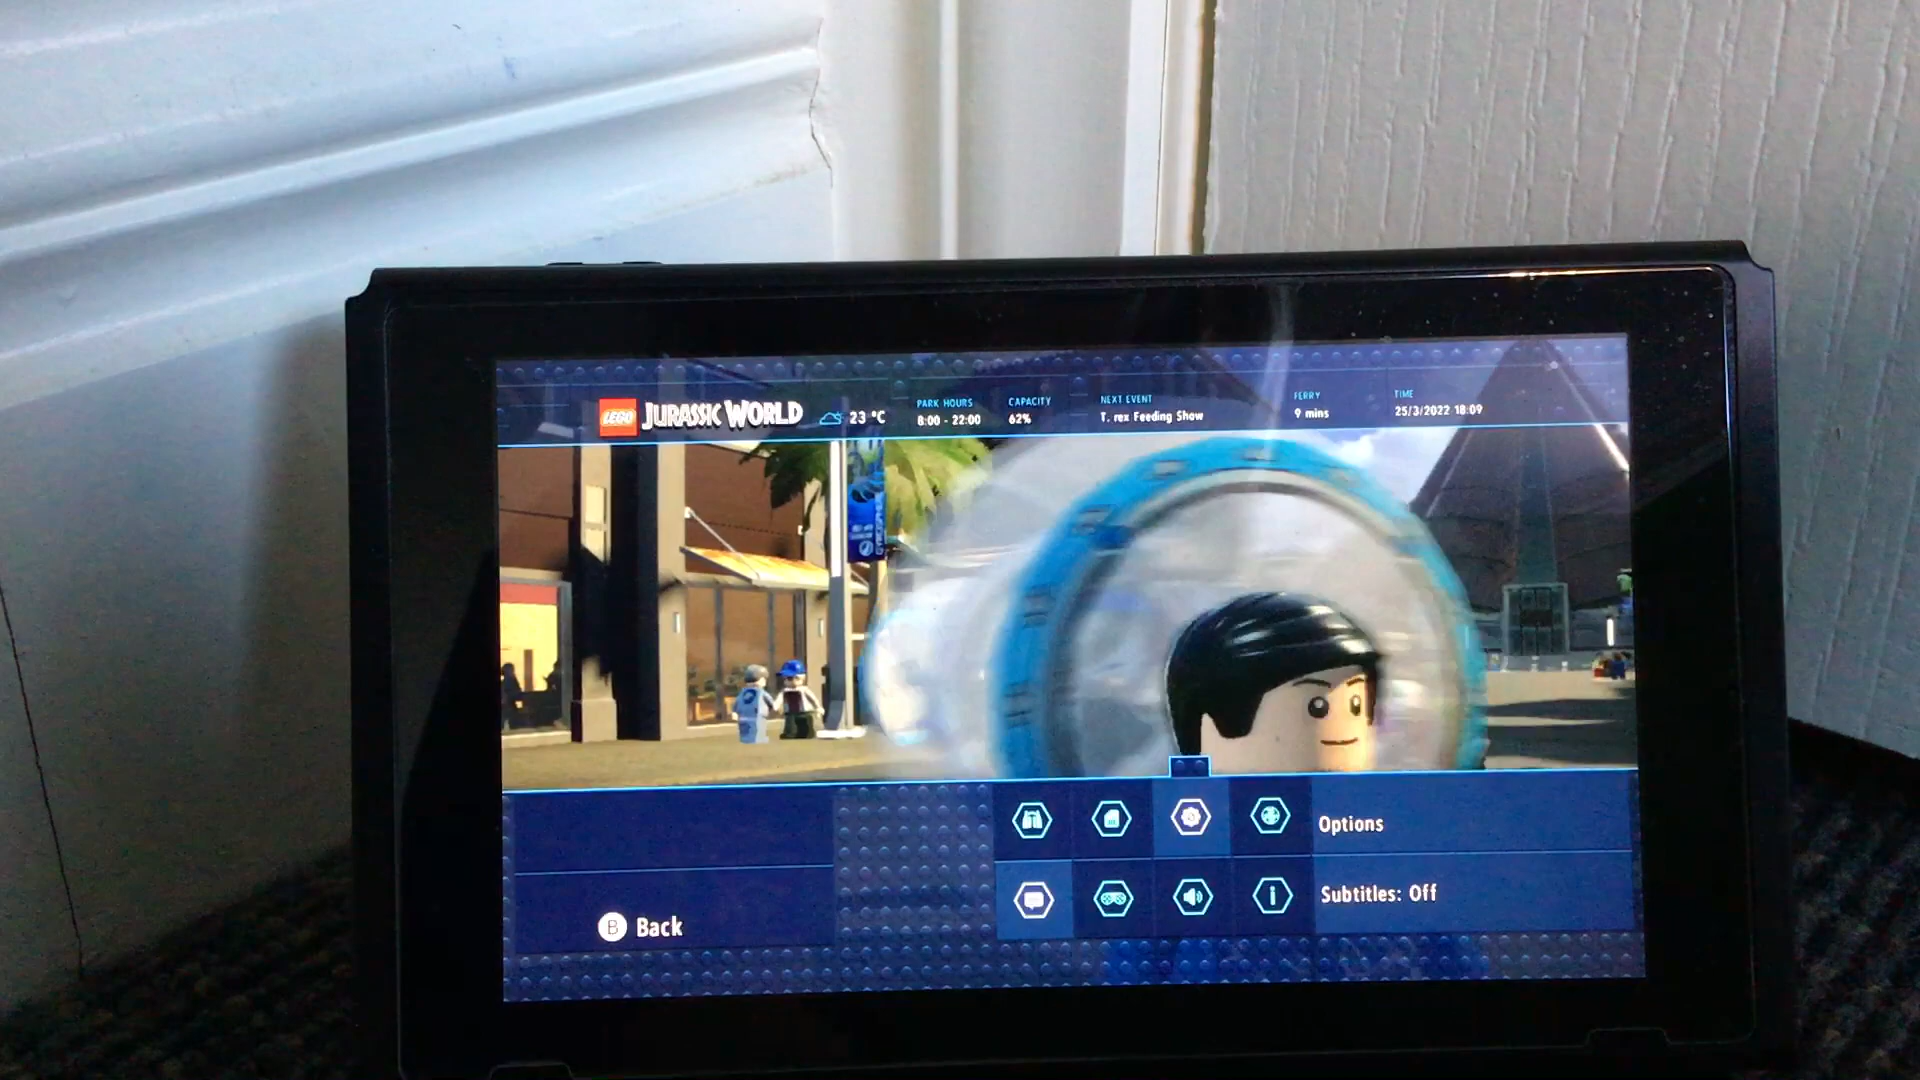 LEGO JURASSIC WORLD
23 °C
PARK HOURS
8:00 - 22:00
CAPACITY
62%
NEXT EVENT
T. rex Feeding Show
FERRY
9 mins
TIME
25/3/2022 18:09
GYROSPHERE
Options
Subtitles: Off
B Back